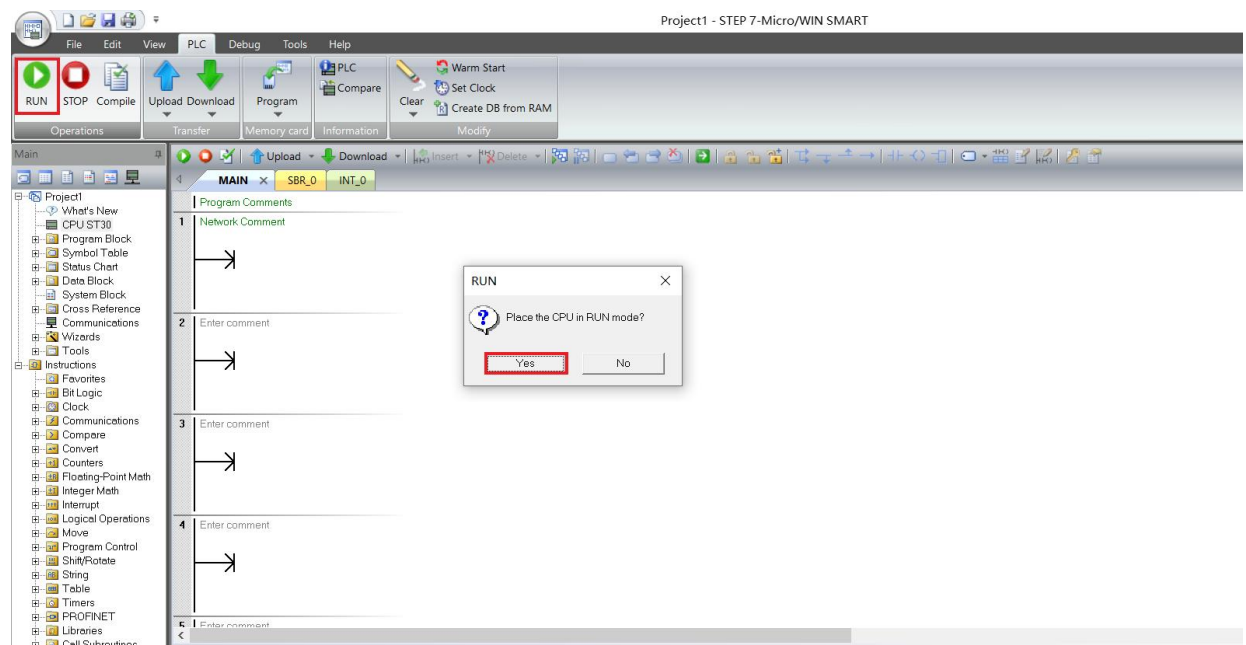 Project1 - STEP 7-Micro/WIN SMART
File Edit View PLC Debug Tools Help
RUN STOP Compile Upload Download Program PLC Compare Clear Warm Start Set Clock Create DB from RAM
Operations Transfer Memory card Information Modify
Main
Upload Download Insert Delete
MAIN SBR_0 INT_0
Project1
What's New
CPU ST30
Program Block
Symbol Table
Status Chart
Data Block
System Block
Cross Reference
Communications
Wizards
Tools
Instructions
Favorites
Bit Logic
Clock
Communications
Compare
Convert
Counters
Floating-Point Math
Integer Math
Interrupt
Logical Operations
Move
Program Control
Shift/Rotate
String
Table
Timers
PROFINET
Libraries
Call Subroutines
Program Comments
1 Network Comment
2 Enter comment
3 Enter comment
4 Enter comment
5 Enter comment
RUN
Place the CPU in RUN mode?
Yes No